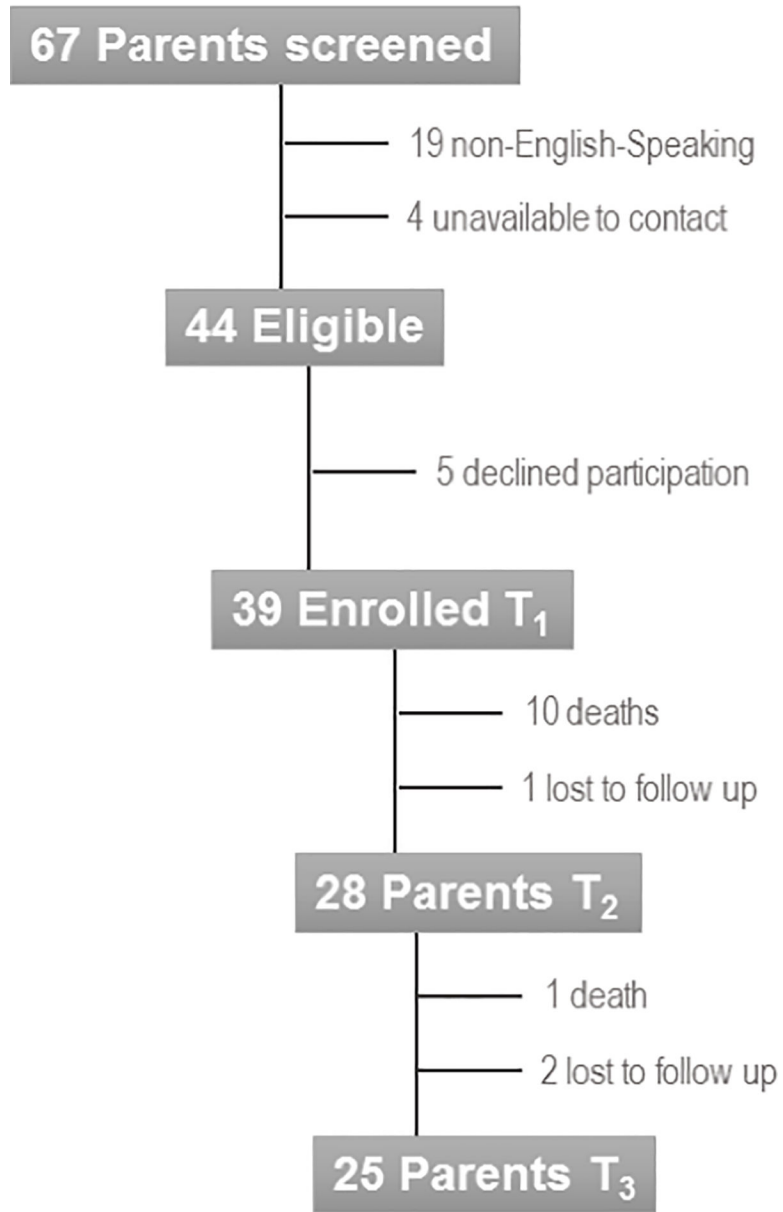 67 Parents screened
19 non-English-Speaking
4 unavailable to contact
44 Eligible
5 declined participation
39 Enrolled T₁
10 deaths
1 lost to follow up
28 Parents T₂
1 death
2 lost to follow up
25 Parents T₃